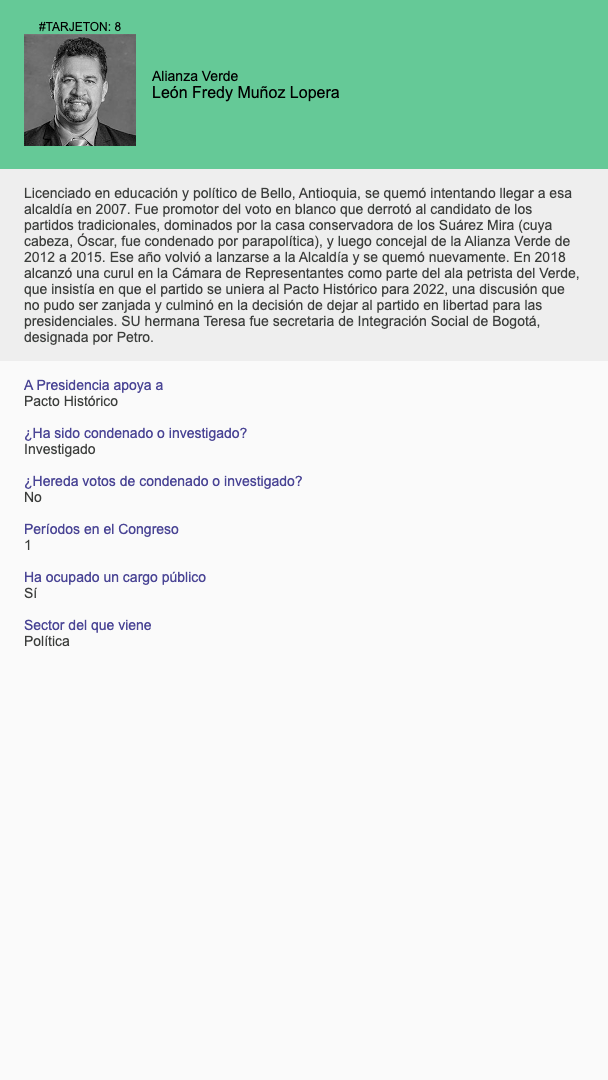 #TARJETON: 8
Alianza Verde
León Fredy Muñoz Lopera
Licenciado en educación y político de Bello, Antioquia, se quemó intentando llegar a esa
alcaldía en 2007. Fue promotor del voto en blanco que derrotó al candidato de los
partidos tradicionales, dominados por la casa conservadora de los Suárez Mira (cuya
cabeza, Óscar, fue condenado por parapolítica), y luego concejal de la Alianza Verde de
2012 a 2015. Ese año volvió a lanzarse a la Alcaldía y se quemó nuevamente. En 2018
alcanzó una curul en la Cámara de Representantes como parte del ala petrista del Verde,
que insistía en que el partido se uniera al Pacto Histórico para 2022, una discusión que
no pudo ser zanjada y culminó en la decisión de dejar al partido en libertad para las
presidenciales. SU hermana Teresa fue secretaria de Integración Social de Bogotá,
designada por Petro.
A Presidencia apoya a
Pacto Histórico
¿Ha sido condenado o investigado?
Investigado
¿Hereda votos de condenado o investigado?
No
Períodos en el Congreso
1
Ha ocupado un cargo público
Sí
Sector del que viene
Política